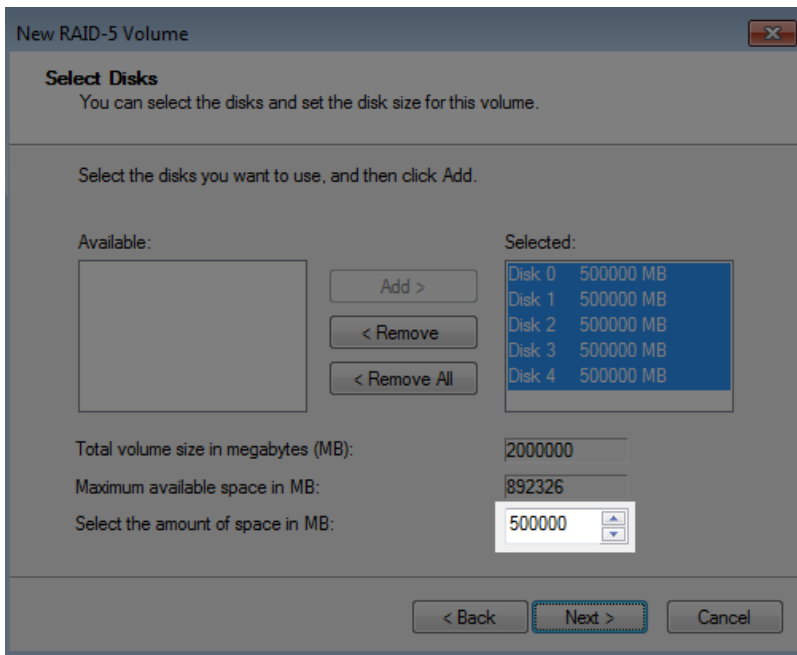 New RAID-5 Volume
Select Disks
You can select the disks and set the disk size for this volume.
Select the disks you want to use, and then click Add.
Available:
Selected:
Add >
< Remove
< Remove All
Disk 0 500000 MB
Disk 1 500000 MB
Disk 2 500000 MB
Disk 3 500000 MB
Disk 4 500000 MB
Total volume size in megabytes (MB): 2000000
Maximum available space in MB: 892326
Select the amount of space in MB: 500000
< Back Next > Cancel